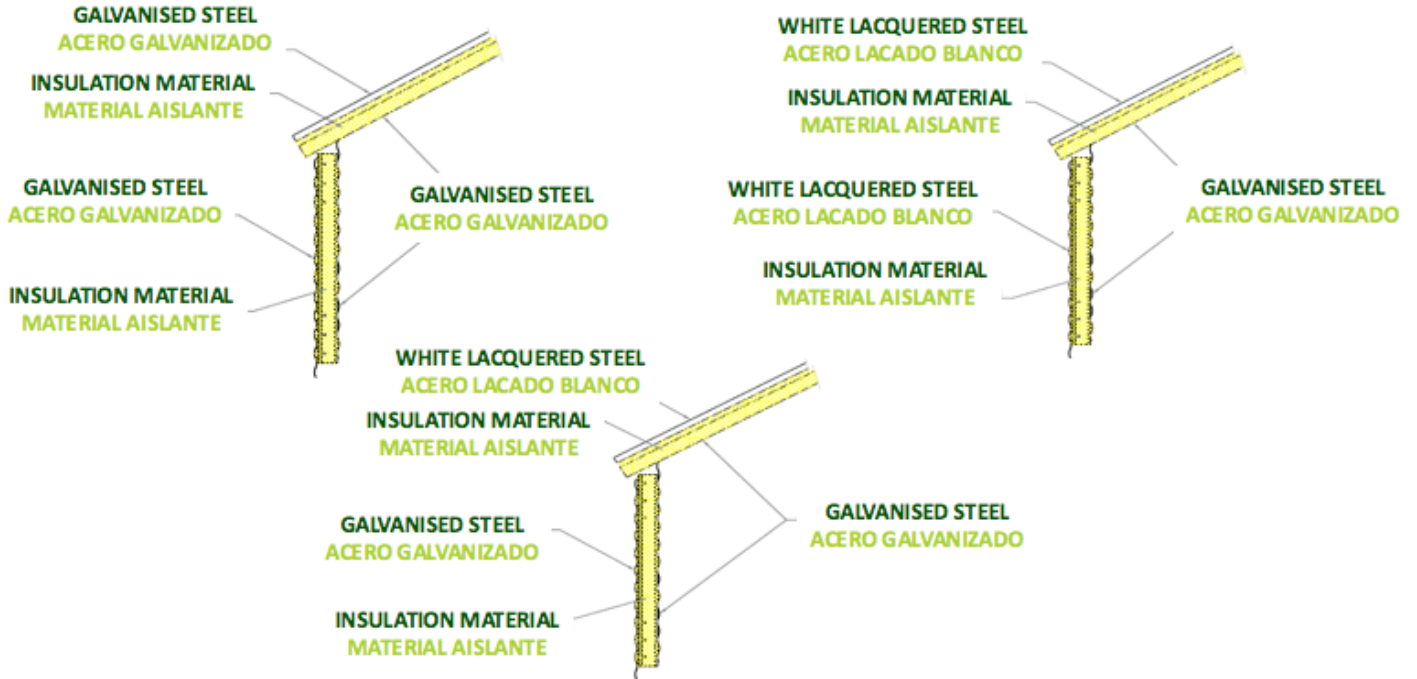 GALVANISED STEEL
ACERO GALVANIZADO
INSULATION MATERIAL
MATERIAL AISLANTE
GALVANISED STEEL
ACERO GALVANIZADO
GALVANISED STEEL
ACERO GALVANIZADO
INSULATION MATERIAL
MATERIAL AISLANTE
WHITE LACQUERED STEEL
ACERO LACADO BLANCO
INSULATION MATERIAL
MATERIAL AISLANTE
WHITE LACQUERED STEEL
ACERO LACADO BLANCO
GALVANISED STEEL
ACERO GALVANIZADO
INSULATION MATERIAL
MATERIAL AISLANTE
WHITE LACQUERED STEEL
ACERO LACADO BLANCO
INSULATION MATERIAL
MATERIAL AISLANTE
GALVANISED STEEL
ACERO GALVANIZADO
GALVANISED STEEL
ACERO GALVANIZADO
INSULATION MATERIAL
MATERIAL AISLANTE